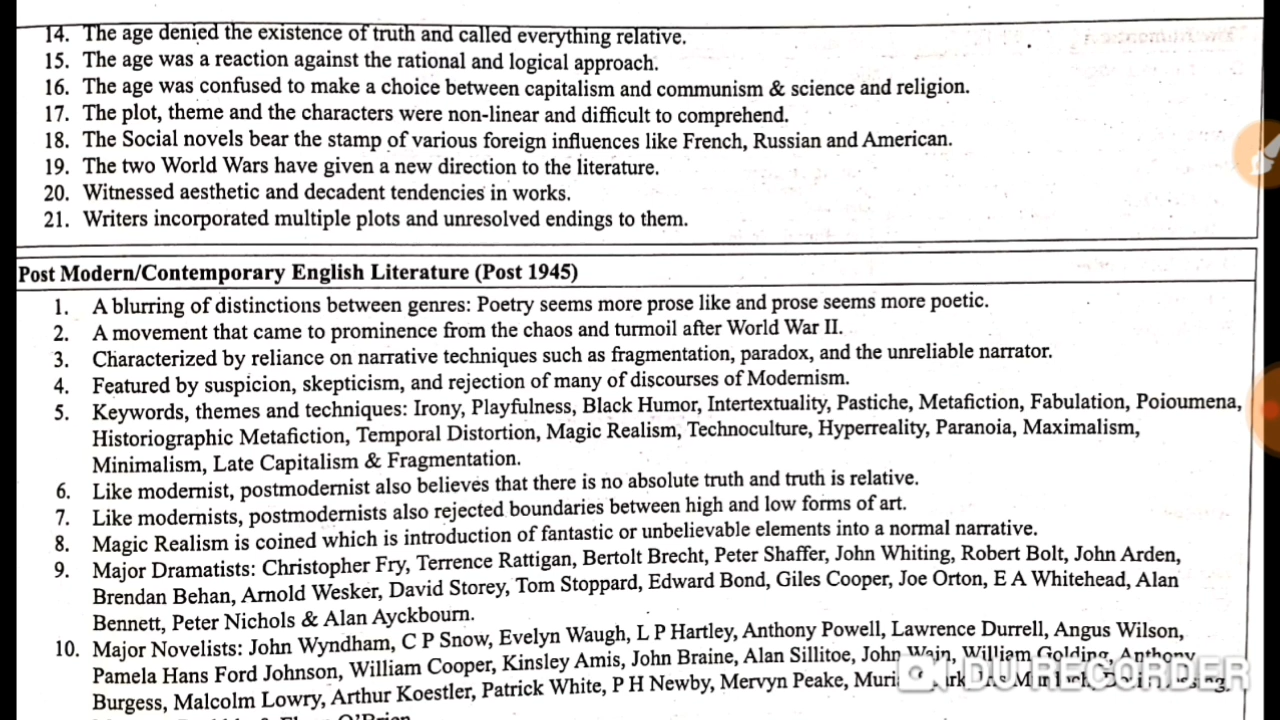 14. The age denied the existence of truth and called everything relative.
15. The age was a reaction against the rational and logical approach.
16. The age was confused to make a choice between capitalism and communism & science and religion.
17. The plot, theme and the characters were non-linear and difficult to comprehend.
18. The Social novels bear the stamp of various foreign influences like French, Russian and American.
19. The two World Wars have given a new direction to the literature.
20. Witnessed aesthetic and decadent tendencies in works.
21. Writers incorporated multiple plots and unresolved endings to them.
Post Modern/Contemporary English Literature (Post 1945)
1. A blurring of distinctions between genres: Poetry seems more prose like and prose seems more poetic.
2. A movement that came to prominence from the chaos and turmoil after World War II.
3. Characterized by reliance on narrative techniques such as fragmentation, paradox, and the unreliable narrator.
4. Featured by suspicion, skepticism, and rejection of many of discourses of Modernism.
5. Keywords, themes and techniques: Irony, Playfulness, Black Humor, Intertextuality, Pastiche, Metafiction, Fabulation, Poioumena,
Historiographic Metafiction, Temporal Distortion, Magic Realism, Technoculture, Hyperreality, Paranoia, Maximalism,
Minimalism, Late Capitalism & Fragmentation.
6. Like modernist, postmodernist also believes that there is no absolute truth and truth is relative.
7. Like modernists, postmodernists also rejected boundaries between high and low forms of art.
8. Magic Realism is coined which is introduction of fantastic or unbelievable elements into a normal narrative.
9. Major Dramatists: Christopher Fry, Terrence Rattigan, Bertolt Brecht, Peter Shaffer, John Whiting, Robert Bolt, John Arden,
Brendan Behan, Arnold Wesker, David Storey, Tom Stoppard, Edward Bond, Giles Cooper, Joe Orton, E A Whitehead, Alan
Bennett, Peter Nichols & Alan Ayckbourn.
10. Major Novelists: John Wyndham, C P Snow, Evelyn Waugh, L P Hartley, Anthony Powell, Lawrence Durrell, Angus Wilson,
Pamela Hans Ford Johnson, William Cooper, Kinsley Amis, John Braine, Alan Sillitoe, John Wain, William Golding, Anthony
Burgess, Malcolm Lowry, Arthur Koestler, Patrick White, P H Newby, Mervyn Peake,
DU RECORDER